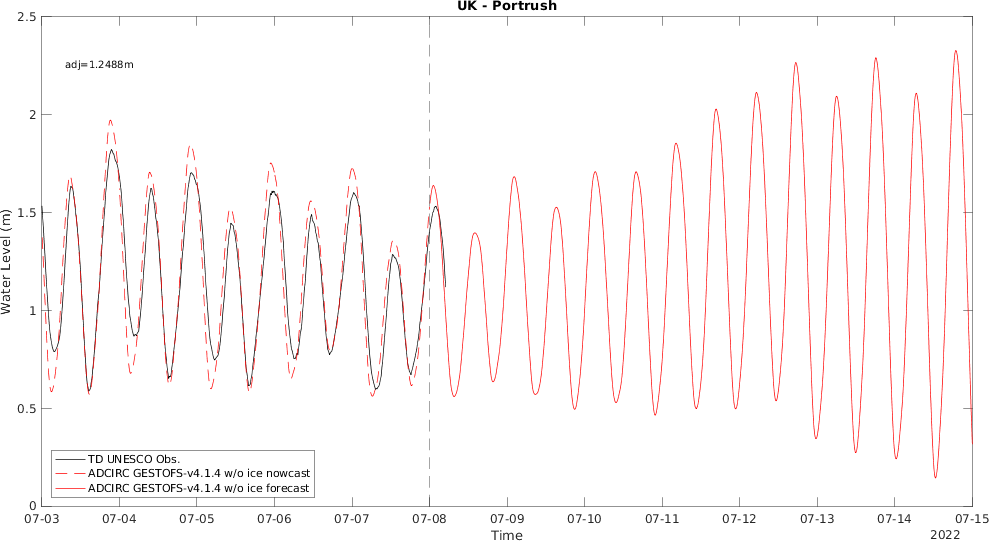 UK - Portrush
adj=1.2488m
Water Level (m)
2.5
2
1.5
1
0.5
0
TD UNESCO Obs.
ADCIRC GESTOFS-v4.1.4 w/o ice nowcast
ADCIRC GESTOFS-v4.1.4 w/o ice forecast
07-03 07-04 07-05 07-06 07-07 07-08 07-09 07-10 07-11 07-12 07-13 07-14 07-15
Time
2022